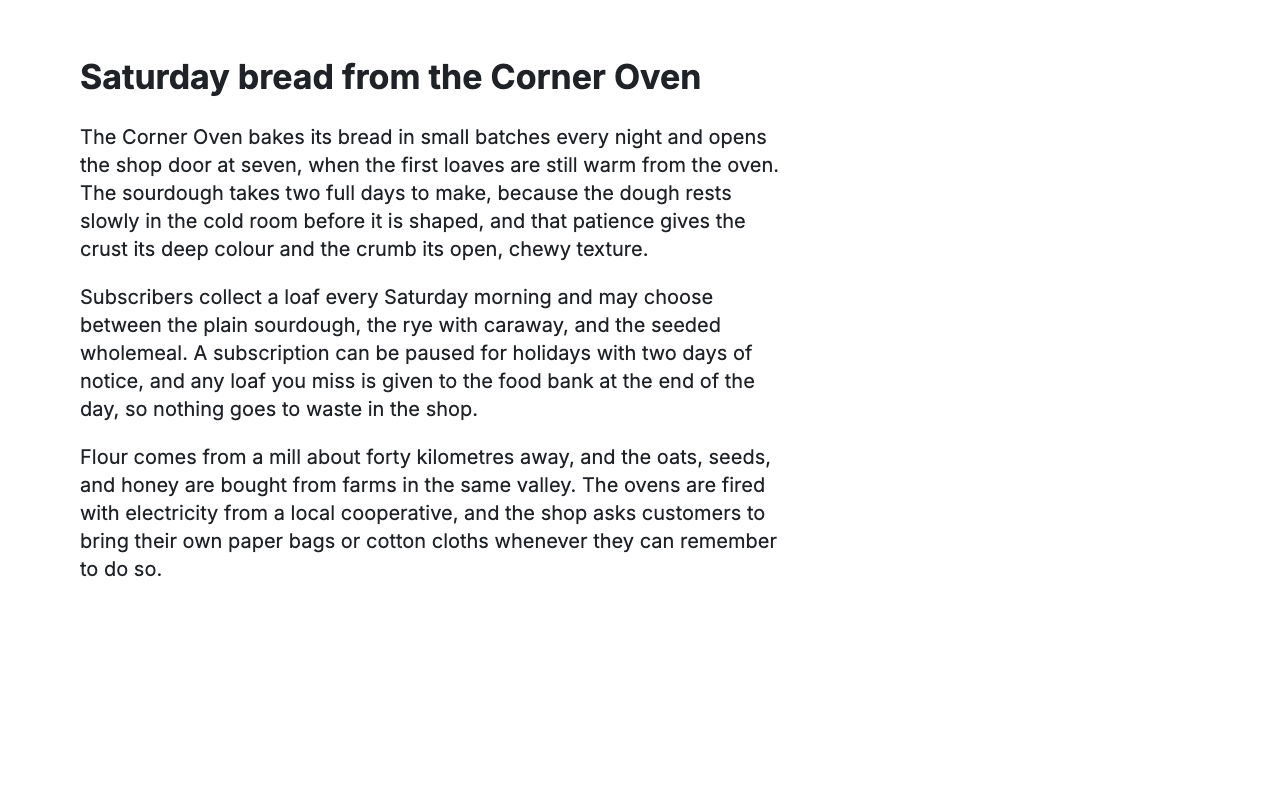 Saturday bread from the Corner Oven
The Corner Oven bakes its bread in small batches every night and opens
the shop door at seven, when the first loaves are still warm from the oven.
The sourdough takes two full days to make, because the dough rests
slowly in the cold room before it is shaped, and that patience gives the
crust its deep colour and the crumb its open, chewy texture.
Subscribers collect a loaf every Saturday morning and may choose
between the plain sourdough, the rye with caraway, and the seeded
wholemeal. A subscription can be paused for holidays with two days of
notice, and any loaf you miss is given to the food bank at the end of the
day, so nothing goes to waste in the shop.
Flour comes from a mill about forty kilometres away, and the oats, seeds,
and honey are bought from farms in the same valley. The ovens are fired
with electricity from a local cooperative, and the shop asks customers to
bring their own paper bags or cotton cloths whenever they can remember
to do so.